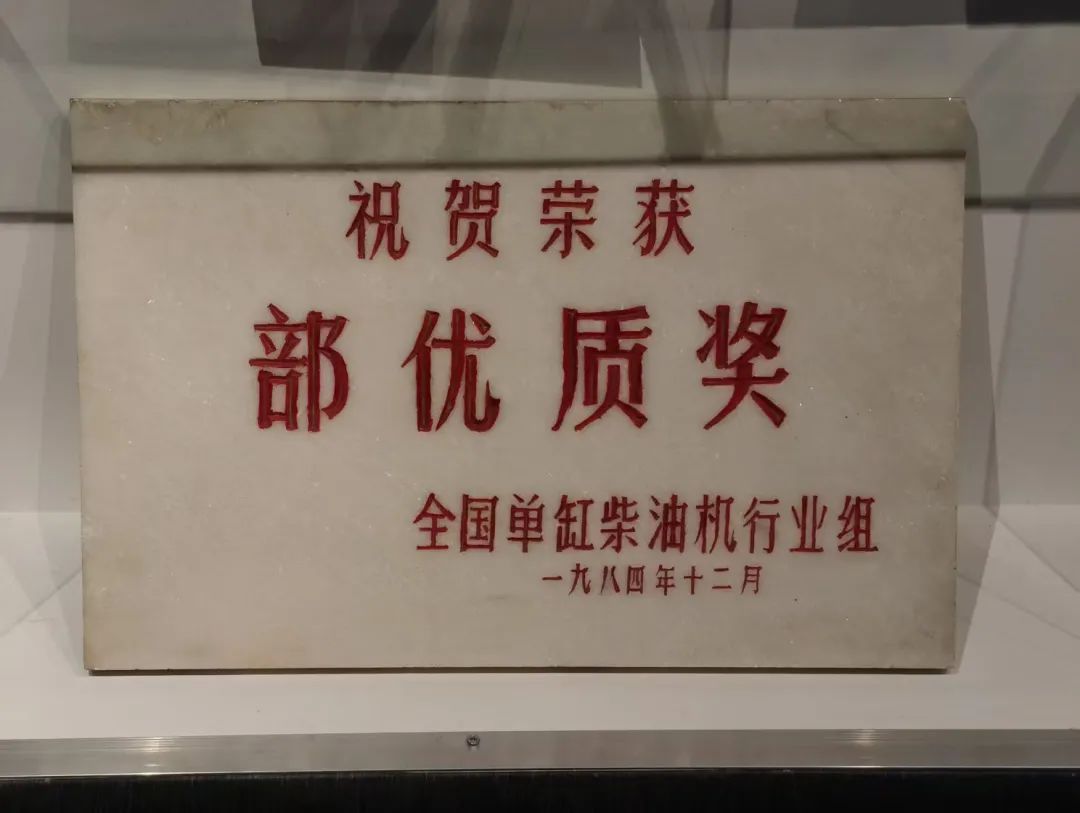 祝贺荣获
部优质奖
全国单缸柴油机行业组
一九八四年十二月